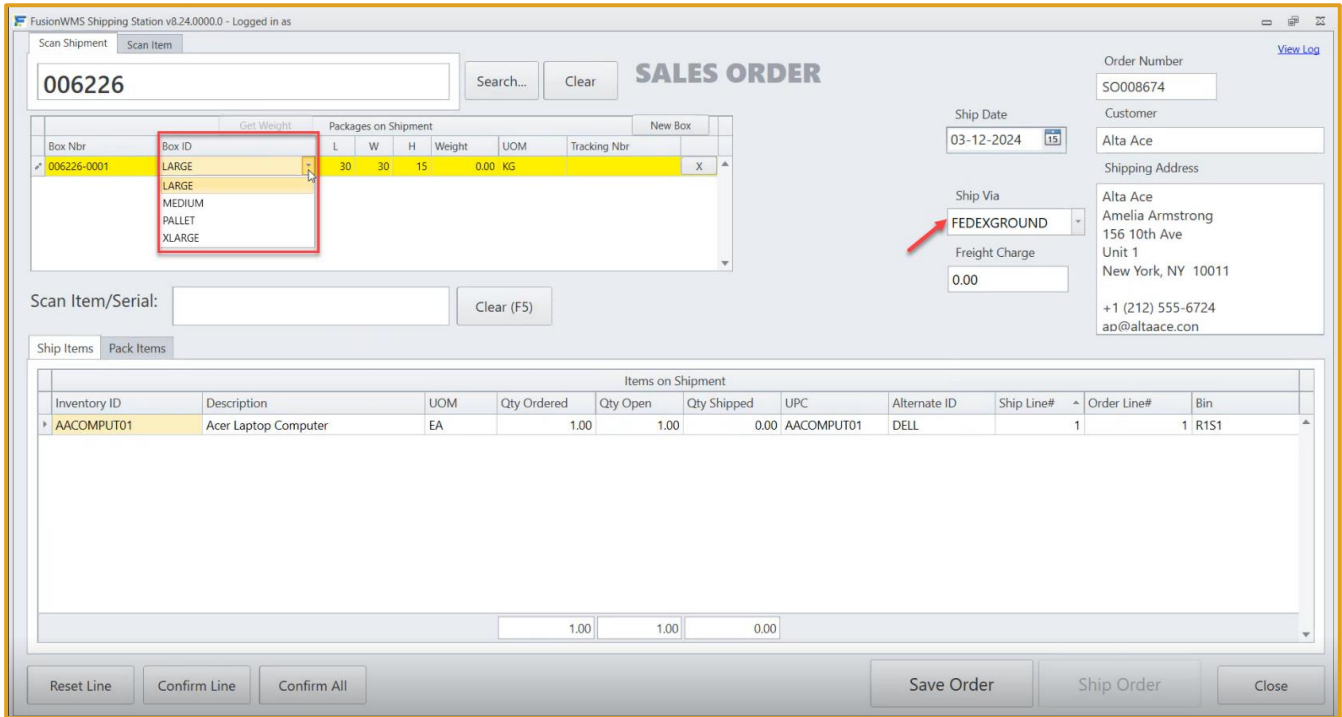 FusionWMS Shipping Station v8.24.0000.0 - Logged in as
Scan Shipment Scan Item
View Log
006226
Search... Clear
SALES ORDER
Order Number
SO008674
Get Weight Packages on Shipment New Box
Box Nbr Box ID L W H Weight UOM Tracking Nbr
006226-0001 LARGE 30 30 15 0.00 KG X
LARGE
MEDIUM
PALLET
XLARGE
Ship Date
03-12-2024 15
Ship Via
FEDEXGROUND
Freight Charge
0.00
Customer
Alta Ace
Shipping Address
Alta Ace
Amelia Armstrong
156 10th Ave
Unit 1
New York, NY 10011
+1 (212) 555-6724
ap@altaace.con
Scan Item/Serial: Clear (F5)
Ship Items Pack Items
Items on Shipment
Inventory ID Description UOM Qty Ordered Qty Open Qty Shipped UPC Alternate ID Ship Line# Order Line# Bin
AACOMPUT01 Acer Laptop Computer EA 1.00 1.00 0.00 AACOMPUT01 DELL 1 1 R1S1
1.00 1.00 0.00
Reset Line Confirm Line Confirm All Save Order Ship Order Close